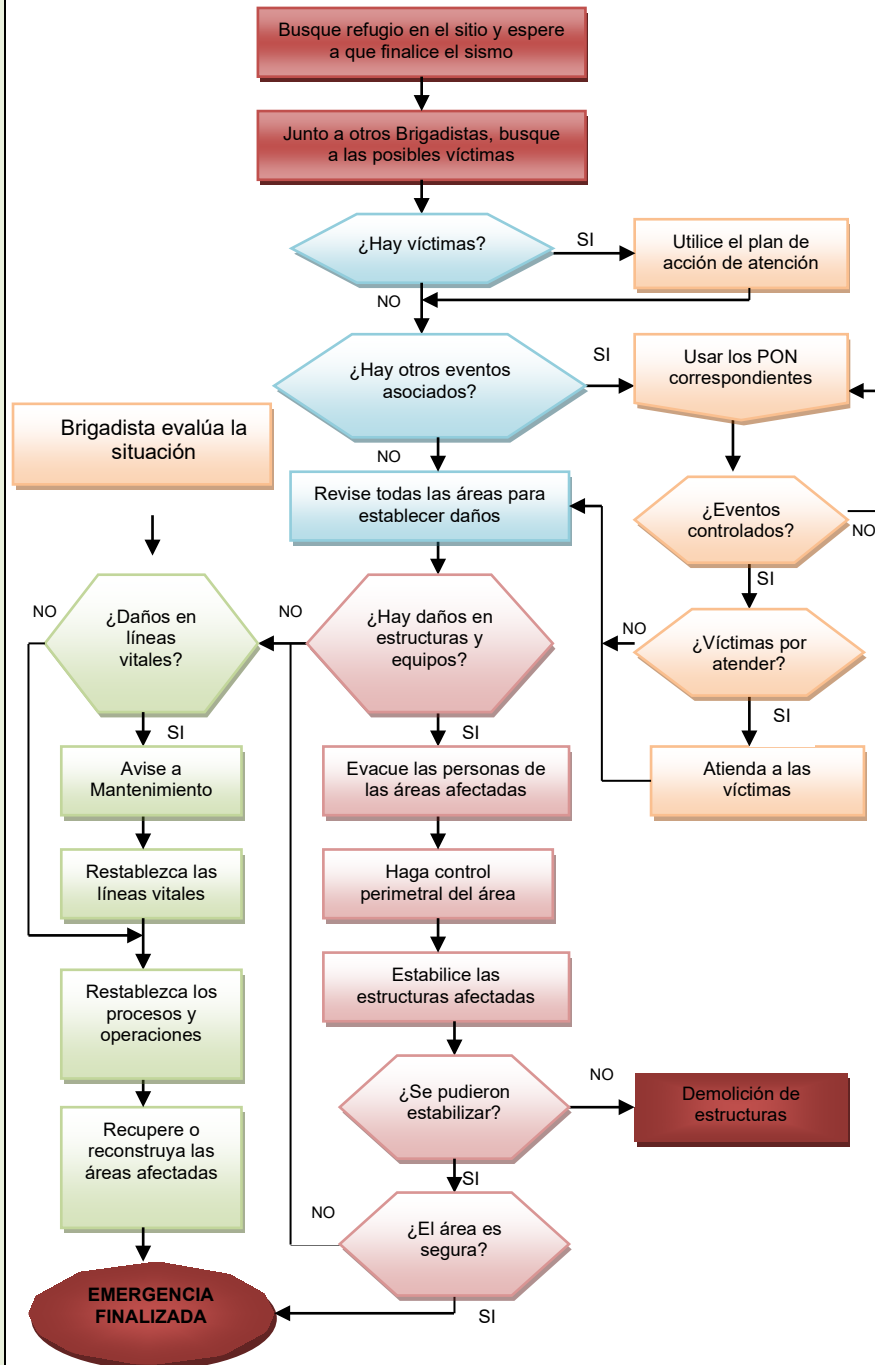 Busque refugio en el sitio y espere
a que finalice el sismo
Junto a otros Brigadistas, busque
a las posibles víctimas
¿Hay víctimas?
SI
Utilice el plan de
acción de atención
NO
¿Hay otros eventos
asociados?
SI
Usar los PON
correspondientes
NO
Brigadista evalúa la
situación
Revise todas las áreas para
establecer daños
¿Eventos
controlados?
NO
SI
¿Daños en
líneas
vitales?
NO
¿Hay daños en
estructuras y
equipos?
NO
¿Víctimas por
atender?
NO
SI
SI
SI
Avise a
Mantenimiento
Evacue las personas de
las áreas afectadas
Atienda a las
víctimas
Restablezca las
líneas vitales
Haga control
perimetral del área
Restablezca los
procesos y
operaciones
Estabilice las
estructuras afectadas
¿Se pudieron
estabilizar?
NO
Demolición de
estructuras
Recupere o
reconstruya las
áreas afectadas
SI
NO
¿El área es
segura?
SI
EMERGENCIA
FINALIZADA